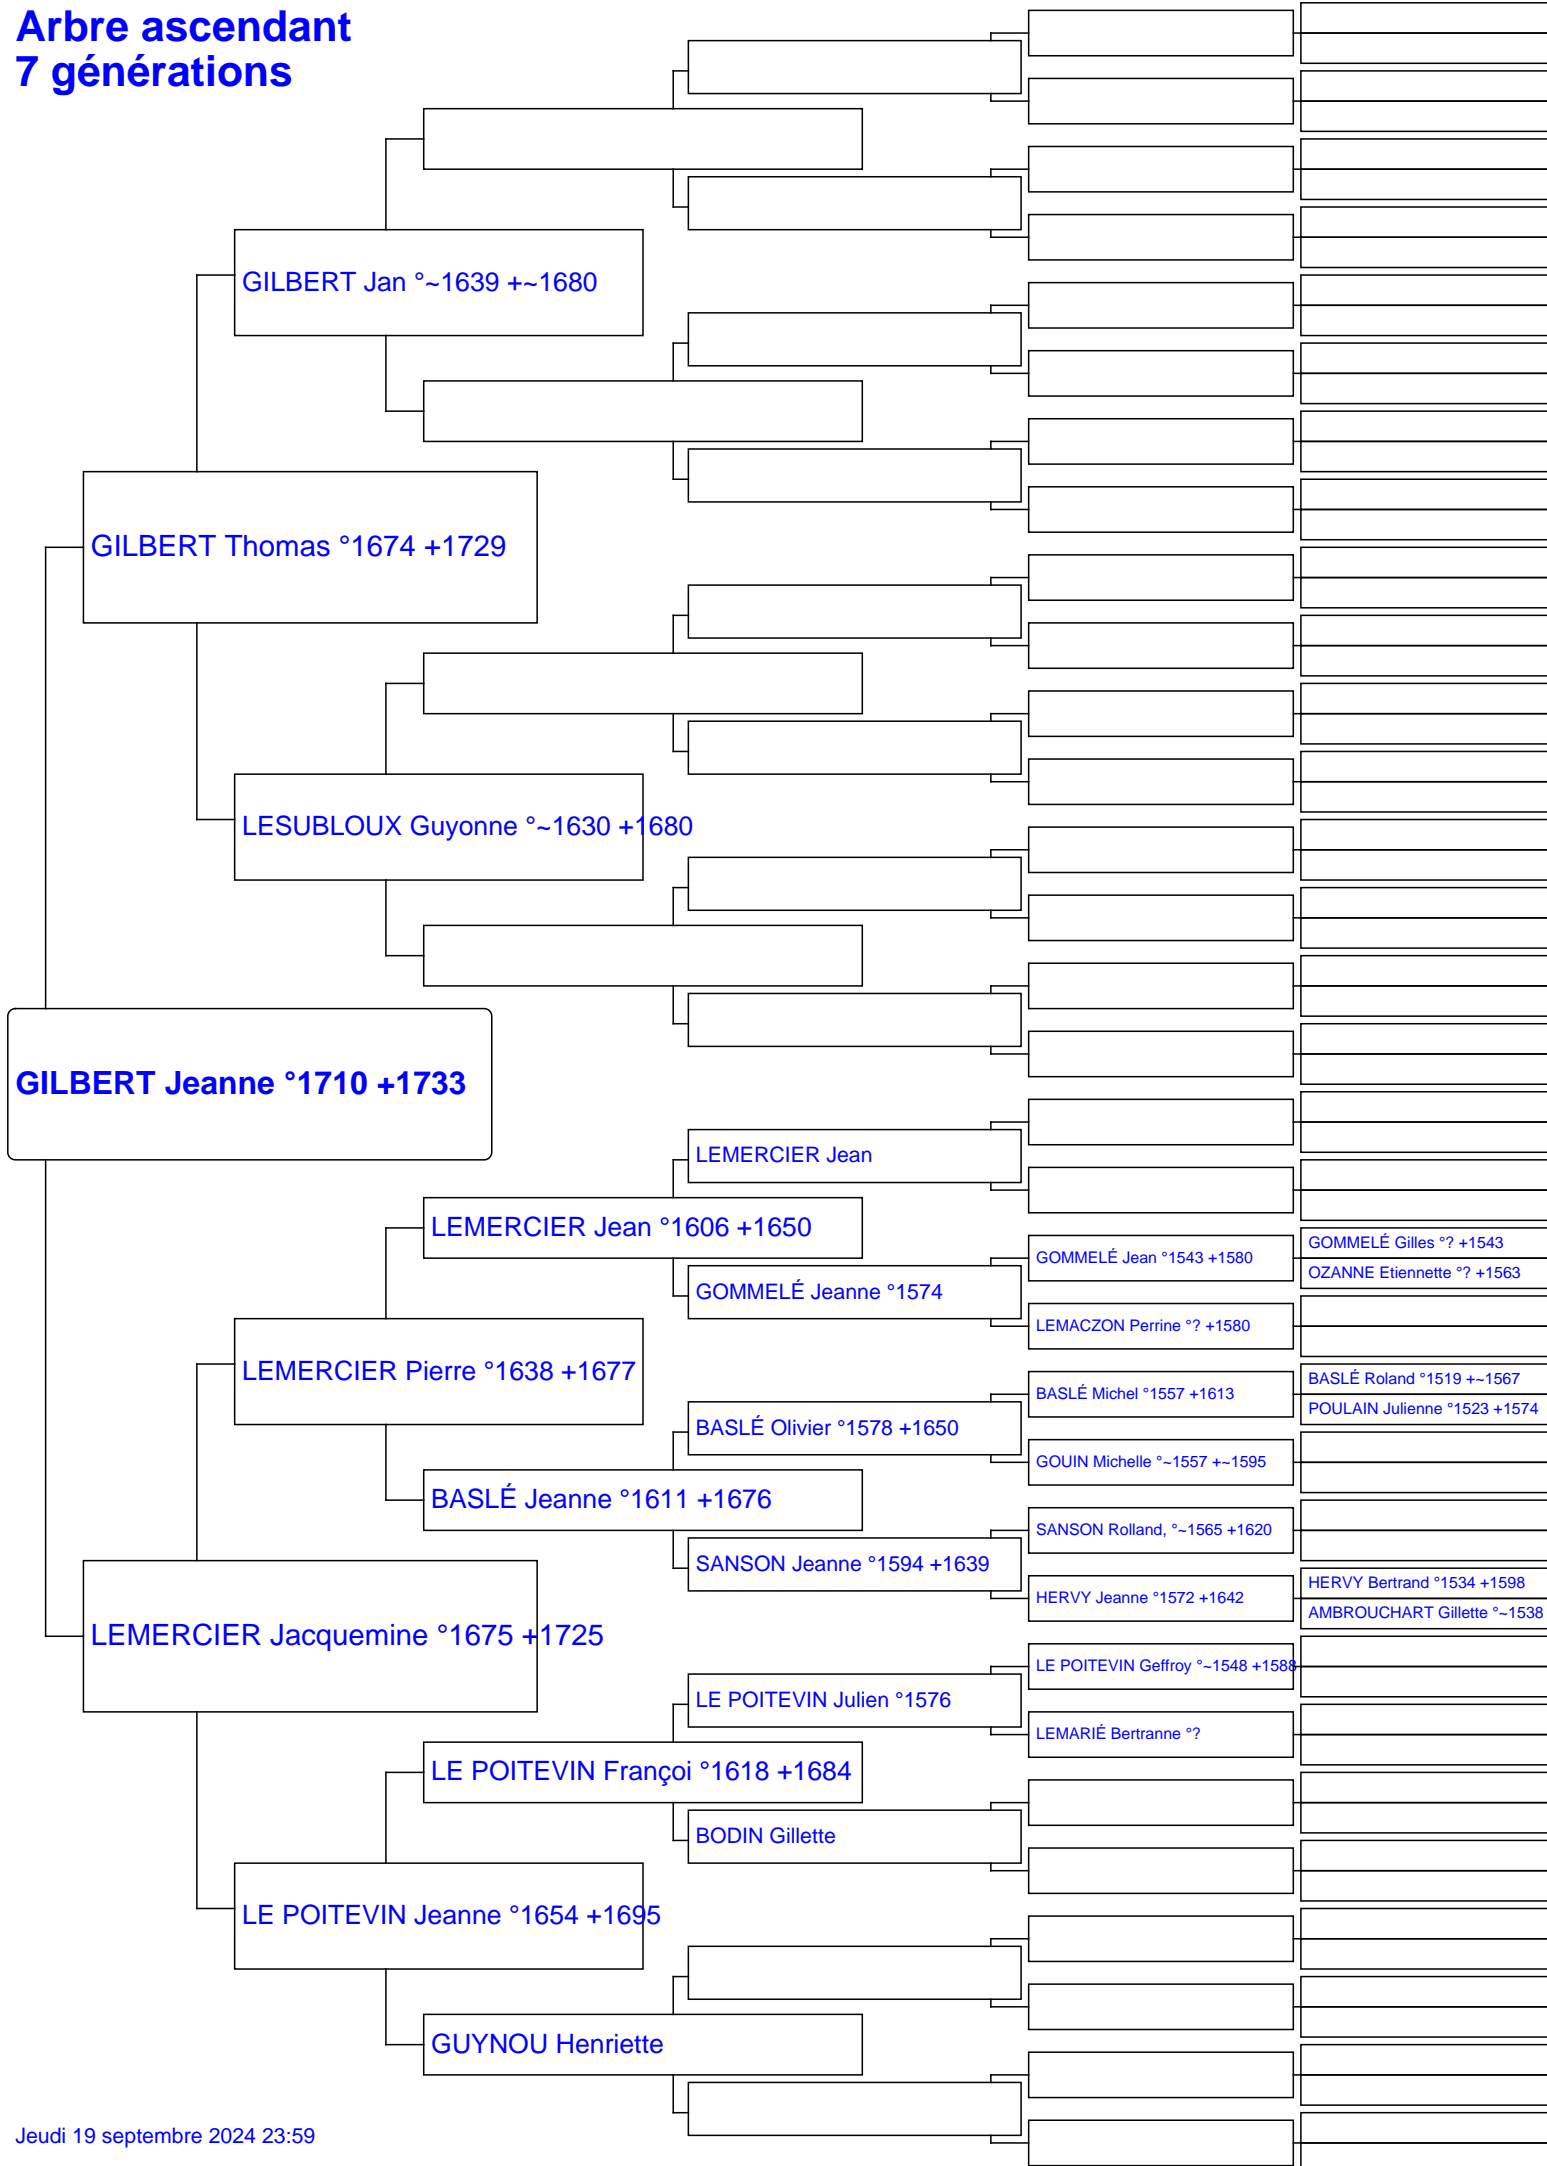 Arbre ascendant
7 générations
GILBERT Jan °~1639 +~1680
GILBERT Thomas °1674 +1729
LESUBLOUX Guyonne °~1630 +1680
GILBERT Jeanne °1710 +1733
LEMERCIER Jean
LEMERCIER Jean °1606 +1650
GOMMELÉ Jean °1543 +1580
GOMMELÉ Gilles °? +1543
OZANNE Etiennette °? +1563
GOMMELÉ Jeanne °1574
LEMACZON Perrine °? +1580
LEMERCIER Pierre °1638 +1677
BASLÉ Michel °1557 +1613
BASLÉ Roland °1519 +~1567
POULAIN Julienne °1523 +1574
BASLÉ Olivier °1578 +1650
GOUIN Michelle °~1557 +~1595
BASLÉ Jeanne °1611 +1676
SANSON Rolland, °~1565 +1620
SANSON Jeanne °1594 +1639
HERVY Jeanne °1572 +1642
HERVY Bertrand °1534 +1598
AMBROUCHART Gillette °~1538
LEMERCIER Jacquemine °1675 +1725
LE POITEVIN Geffroy °~1548 +1588
LE POITEVIN Julien °1576
LEMARIÉ Bertranne °?
LE POITEVIN Françoi °1618 +1684
BODIN Gillette
LE POITEVIN Jeanne °1654 +1695
GUYNOU Henriette
Jeudi 19 septembre 2024 23:59